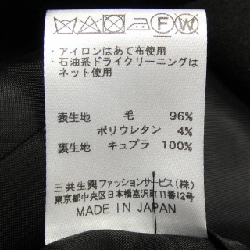 F W
・アイロンはあて布使用
・石油系ドライクリーニングは
ネット使用
表生地 毛 96%
ポリウレタン 4%
裏生地 キュプラ 100%
三共生興ファッションサービス(株)
東京都中央区日本橋富沢町11番12号
MADE IN JAPAN